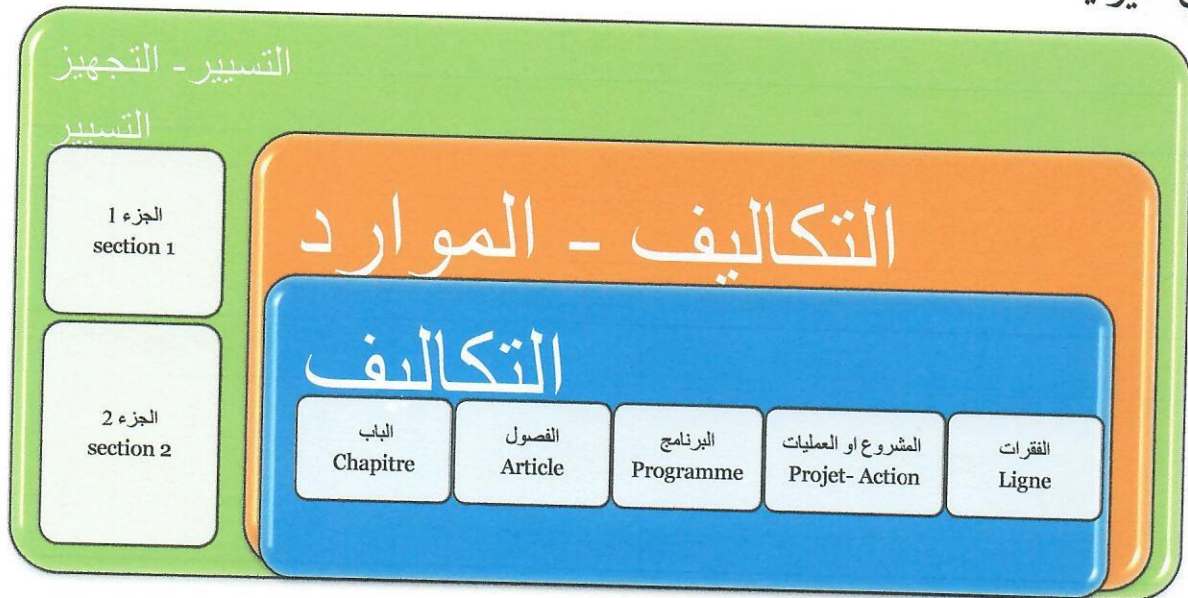 التسيير - التجهيز
التسيير
الجزء 1
section 1
الجزء 2
section 2
التكاليف - الموارد
التكاليف
الباب
Chapitre
الفصول
Article
البرنامج
Programme
المشروع او العمليات
Projet- Action
الفقرات
Ligne